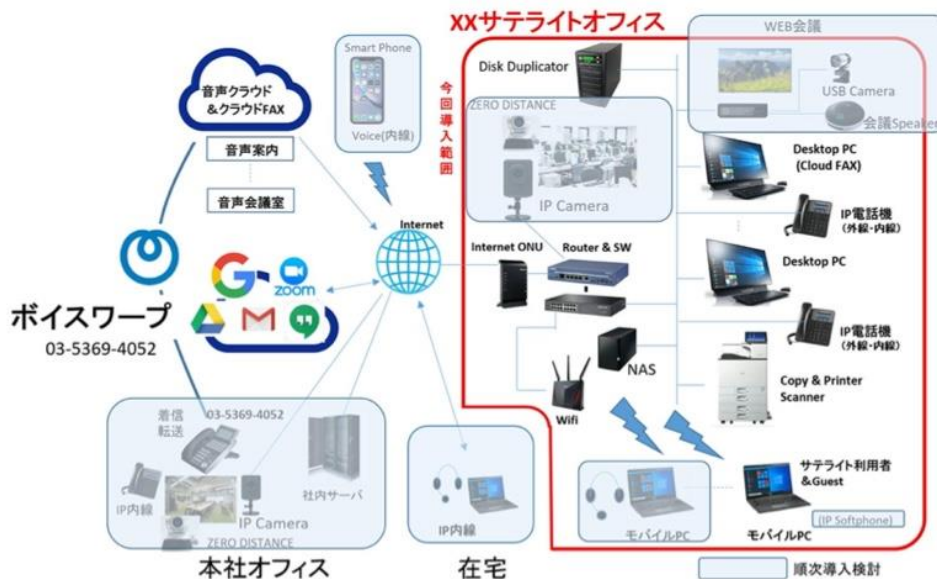 XXサテライトオフィス
WEB会議
Smart Phone
Disk Duplicator
音声クラウド
&クラウドFAX
今回導入範囲
ZERO DISTANCE
USB Camera
会議Speaker
Voice(内線)
音声案内
Desktop PC
(Cloud FAX)
音声会議室
IP Camera
IP電話機
(外線・内線)
Internet
Internet ONU
Router & SW
Desktop PC
zoom
ボイスワープ
03-5369-4052
IP電話機
(外線・内線)
NAS
Copy & Printer
Scanner
Wifi
着信
転送
03-5369-4052
サテライト利用者
&Guest
IP内線
IP Camera
社内サーバ
ZERO DISTANCE
IP内線
モバイルPC
(IP Softphone)
モバイルPC
本社オフィス
在宅
順次導入検討